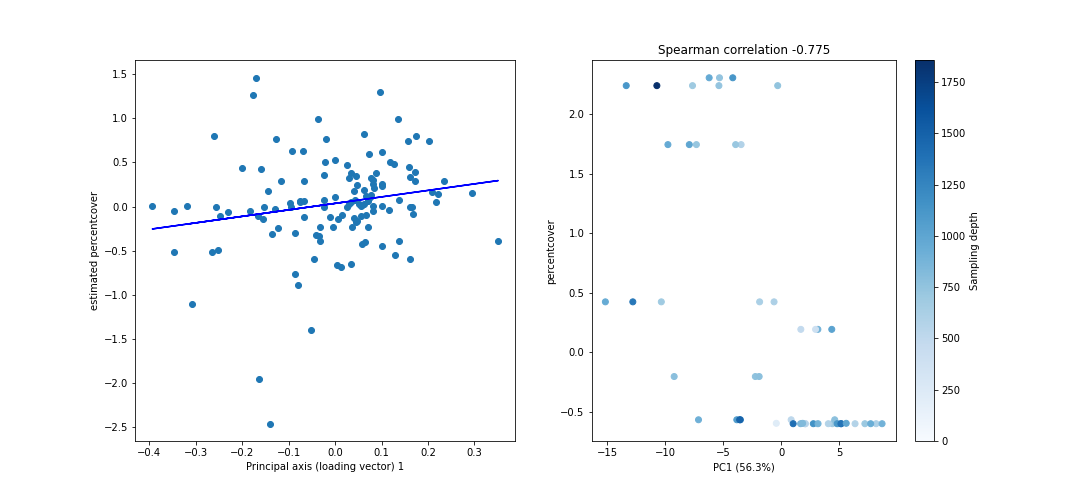 Spearman correlation -0.775
estimated percentcover
1.5
1.0
0.5
0.0
−0.5
−1.0
−1.5
−2.0
−2.5
−0.4 −0.3 −0.2 −0.1 0.0 0.1 0.2 0.3
Principal axis (loading vector) 1
percentcover
2.0
1.5
1.0
0.5
0.0
−0.5
−15 −10 −5 0 5
PC1 (56.3%)
1750
1500
1250
1000
750
500
250
0
Sampling depth